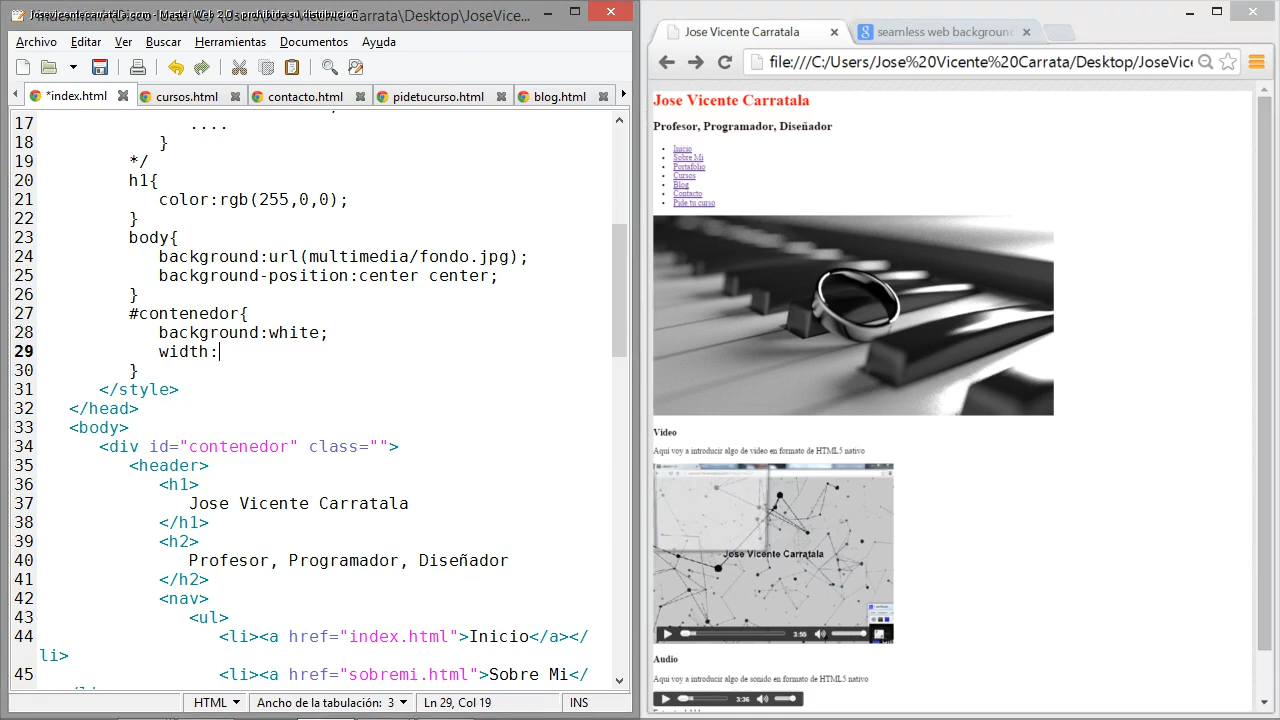 Archivo Editar Ver Buscar Herramientas Documentos Ayuda
*index.html cursos.html contacto.html pidetucurso.html blog.html
17 ....
18 }
19 */
20 h1{
21 color:rgb(255,0,0);
22 }
23 body{
24 background:url(multimedia/fondo.jpg);
25 background-position:center center;
26 }
27 #contenedor{
28 background:white;
29 width:
30 }
31 </style>
32 </head>
33 <body>
34 <div id="contenedor" class="">
35 <header>
36 <h1>
37 Jose Vicente Carratala
38 </h1>
39 <h2>
40 Profesor, Programador, Diseñador
41 </h2>
42 <nav>
43 <ul>
44 <li><a href="index.html">Inicio</a></
li>
45 <li><a href="sobremi.html">Sobre Mi</
HTML INS
Jose Vicente Carratala
seamless web background
file:///C:/Users/Jose%20Vicente%20Carrata/Desktop/JoseVic
Jose Vicente Carratala
Profesor, Programador, Diseñador
Inicio
Sobre Mi
Portafolio
Cursos
Blog
Contacto
Pide tu curso
Video
Aqui voy a introducir algo de video en formato de HTML5 nativo
Jose Vicente Carratala
3:55
Audio
Aqui voy a introducir algo de sonido en formato de HTML5 nativo
3:36